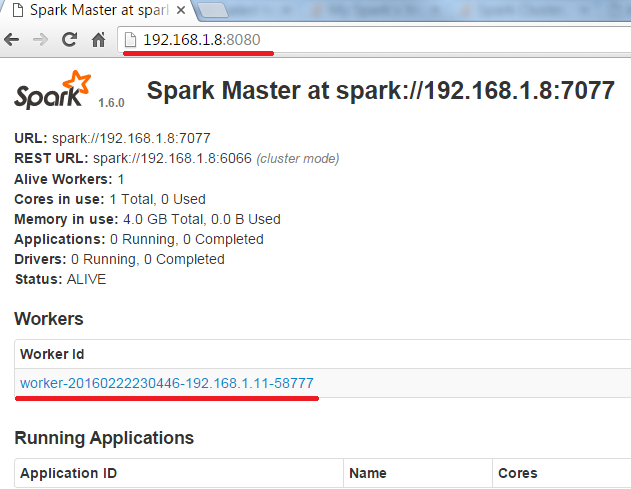 Spark Master at spar
192.168.1.8:8080
Spark 1.6.0 Spark Master at spark://192.168.1.8:7077
URL: spark://192.168.1.8:7077
REST URL: spark://192.168.1.8:6066 (cluster mode)
Alive Workers: 1
Cores in use: 1 Total, 0 Used
Memory in use: 4.0 GB Total, 0.0 B Used
Applications: 0 Running, 0 Completed
Drivers: 0 Running, 0 Completed
Status: ALIVE
Workers
Worker Id
worker-20160222230446-192.168.1.11-58777
Running Applications
Application ID Name Cores